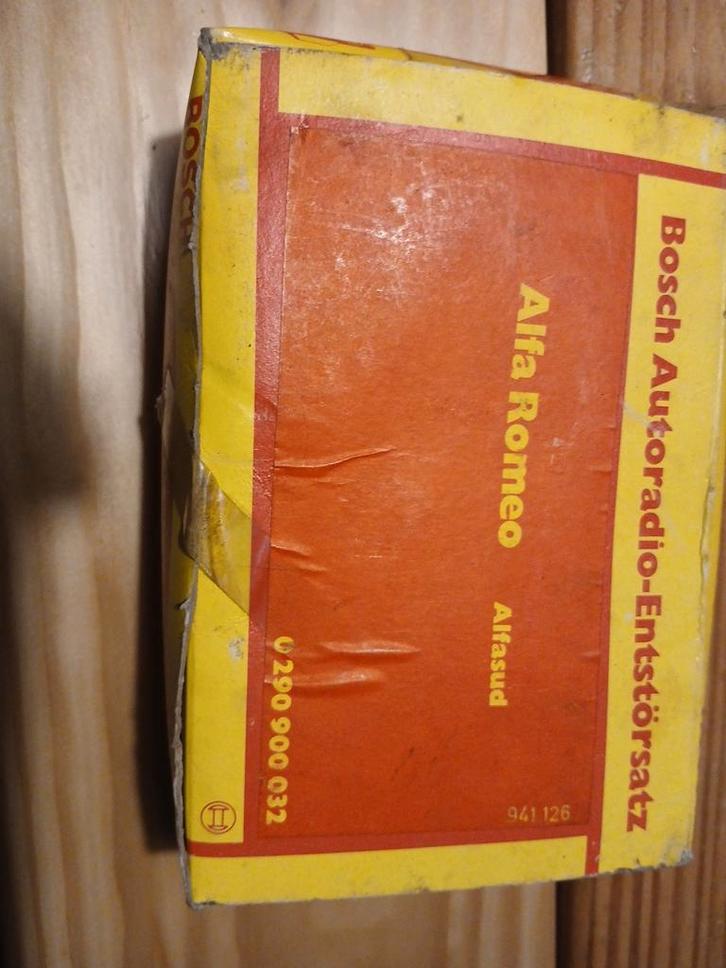 Bosch Autoradio-Entstörsatz
Alfa Romeo Alfasud
941 126
0 290 900 032
BOSCH